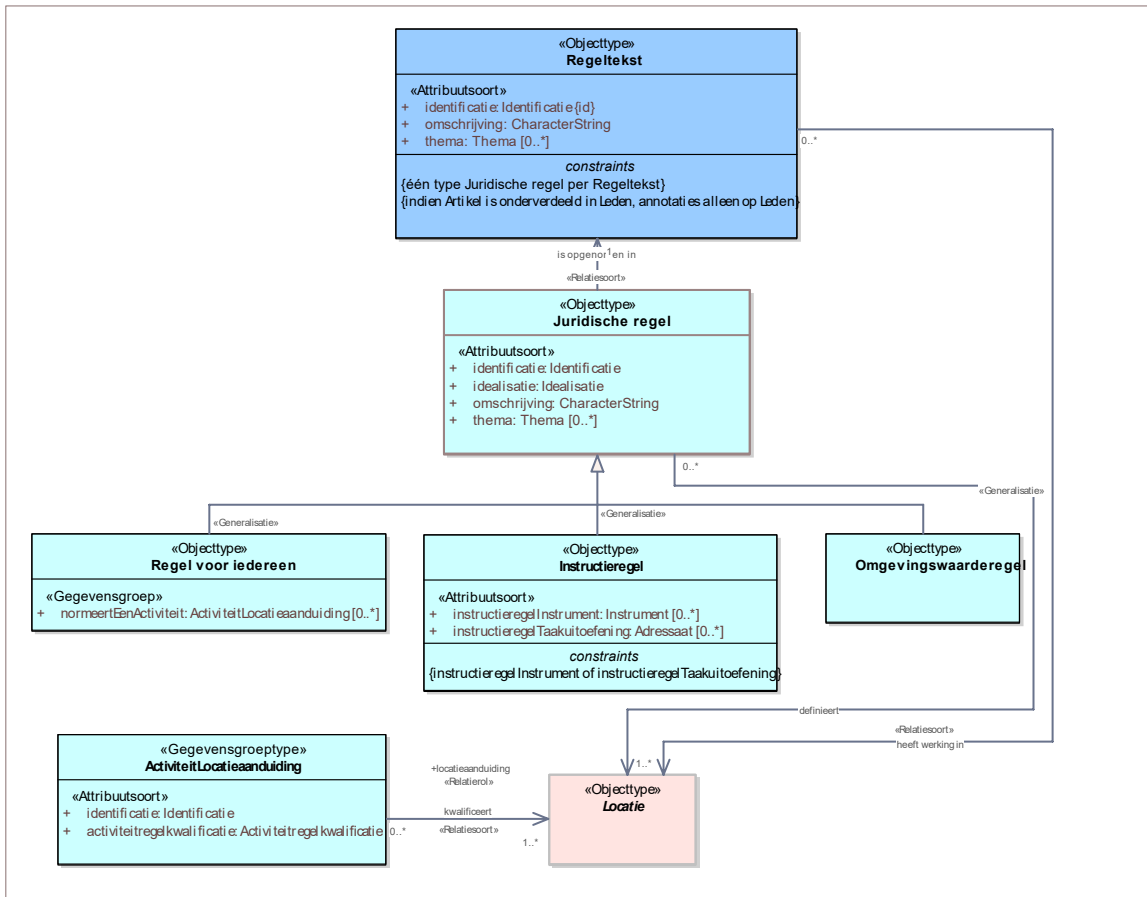 «Objecttype»
Regeltekst
«Attribuutsoort»
+ identificatie: Identificatie{id}
+ omschrijving: CharacterString
+ thema: Thema [0..*]
constraints
{één type Juridische regel per Regeltekst}
{indien Artikel is onderverdeeld in Leden, annotaties alleen op Leden}
0..*
is opgenomen in
1
«Relatiesoort»
«Objecttype»
Juridische regel
«Attribuutsoort»
+ identificatie: Identificatie
+ idealisatie: Idealisatie
+ omschrijving: CharacterString
+ thema: Thema [0..*]
0..*
«Generalisatie»
«Generalisatie»
«Generalisatie»
«Objecttype»
Regel voor iedereen
«Gegevensgroep»
+ normeertEenActiviteit: ActiviteitLocatieaanduiding [0..*]
«Objecttype»
Instructieregel
«Attribuutsoort»
+ instructieregelInstrument: Instrument [0..*]
+ instructieregelTaakuitoefening: Adressaat [0..*]
constraints
{instructieregelInstrument of instructieregelTaakuitoefening}
«Objecttype»
Omgevingswaarderegel
definieert
«Relatiesoort»
heeft werking in
«Gegevensgroeptype»
ActiviteitLocatieaanduiding
«Attribuutsoort»
+ identificatie: Identificatie
+ activiteitregelkwalificatie: Activiteitregelkwalificatie
0..*
+locatieaanduiding
«Relatierol»
kwalificeert
«Relatiesoort»
1..*
1..*
«Objecttype»
Locatie